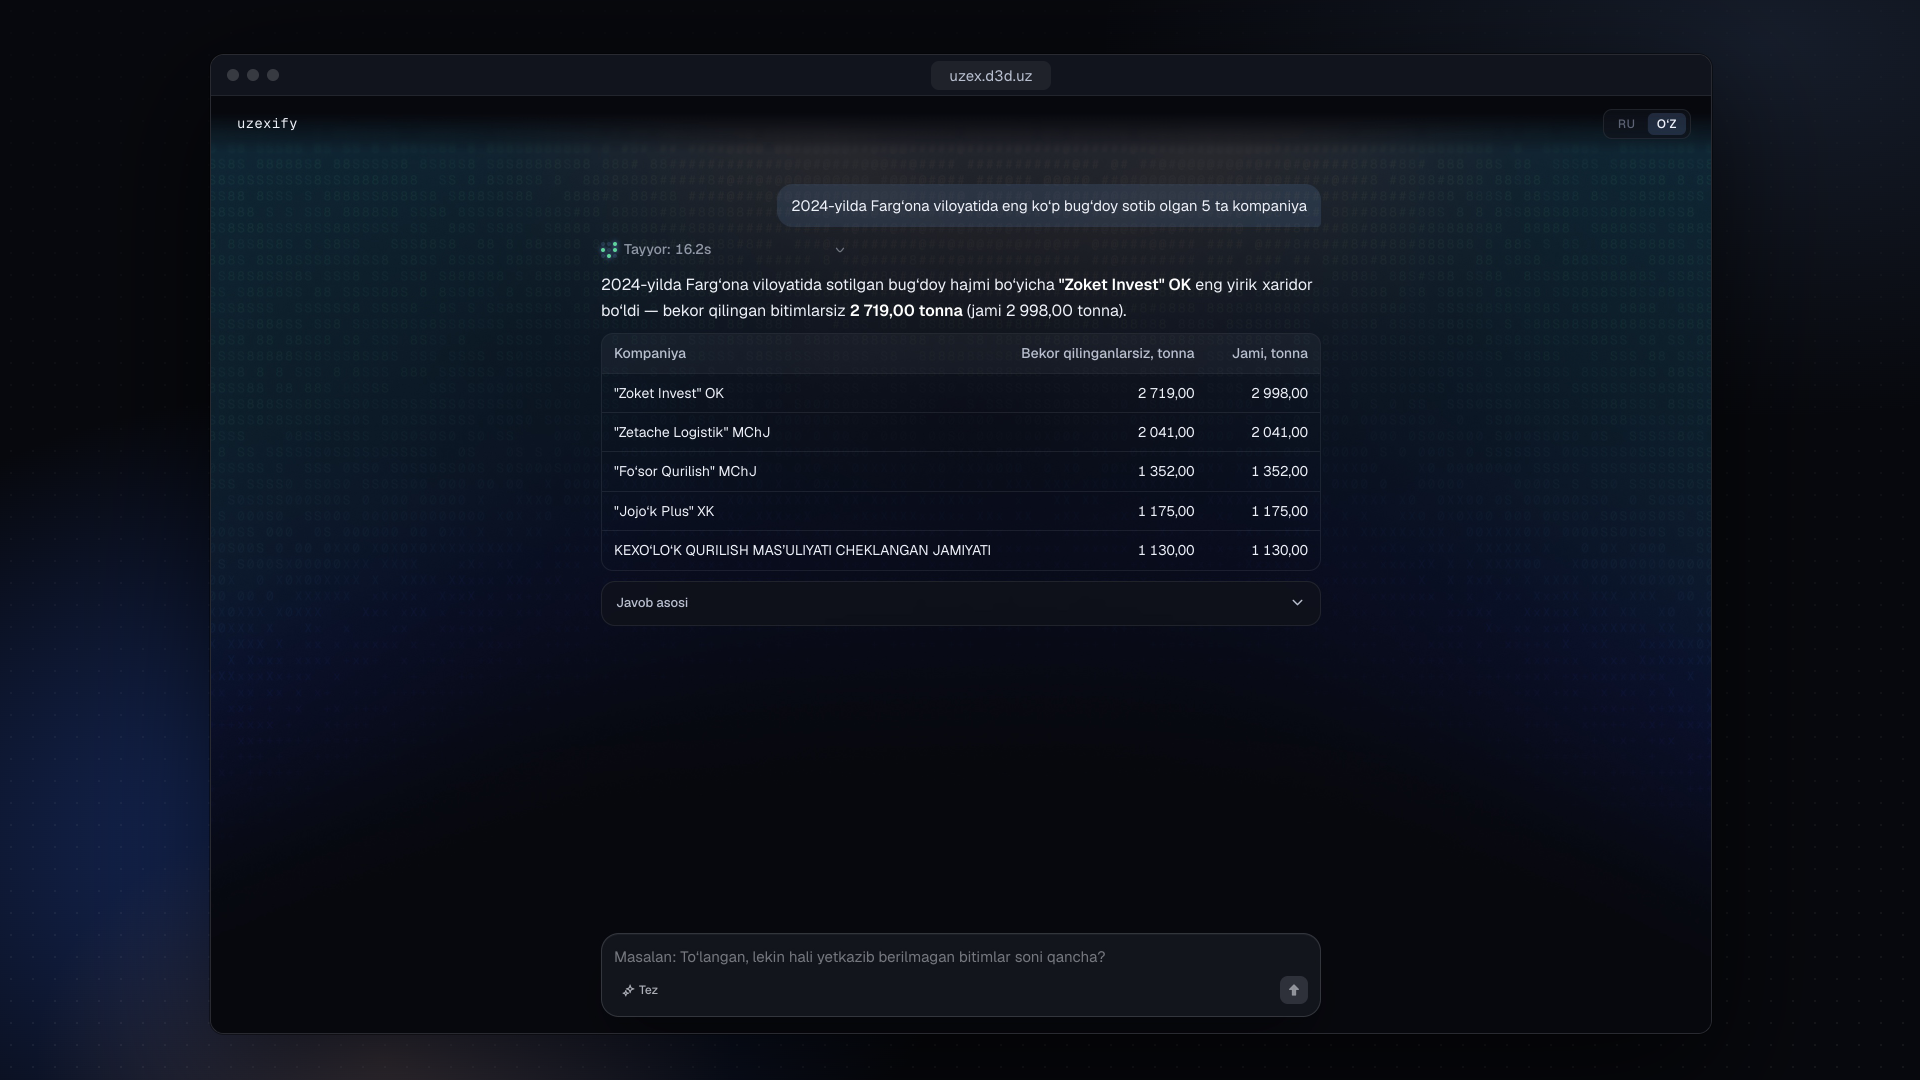 uzex.d3d.uz
uzexify
RU O‘Z
2024-yilda Farg‘ona viloyatida eng ko‘p bug‘doy sotib olgan 5 ta kompaniya
Tayyor: 16.2s
2024-yilda Farg‘ona viloyatida sotilgan bug‘doy hajmi bo‘yicha "Zoket Invest" OK eng yirik xaridor
bo‘ldi — bekor qilingan bitimlarsiz 2 719,00 tonna (jami 2 998,00 tonna).
Kompaniya Bekor qilinganlarsiz, tonna Jami, tonna
"Zoket Invest" OK 2 719,00 2 998,00
"Zetache Logistik" MChJ 2 041,00 2 041,00
"Fo‘sor Qurilish" MChJ 1 352,00 1 352,00
"Jojo‘k Plus" XK 1 175,00 1 175,00
KEXO‘LO‘K QURILISH MAS’ULIYATI CHEKLANGAN JAMIYATI 1 130,00 1 130,00
Javob asosi
Masalan: To‘langan, lekin hali yetkazib berilmagan bitimlar soni qancha?
Tez